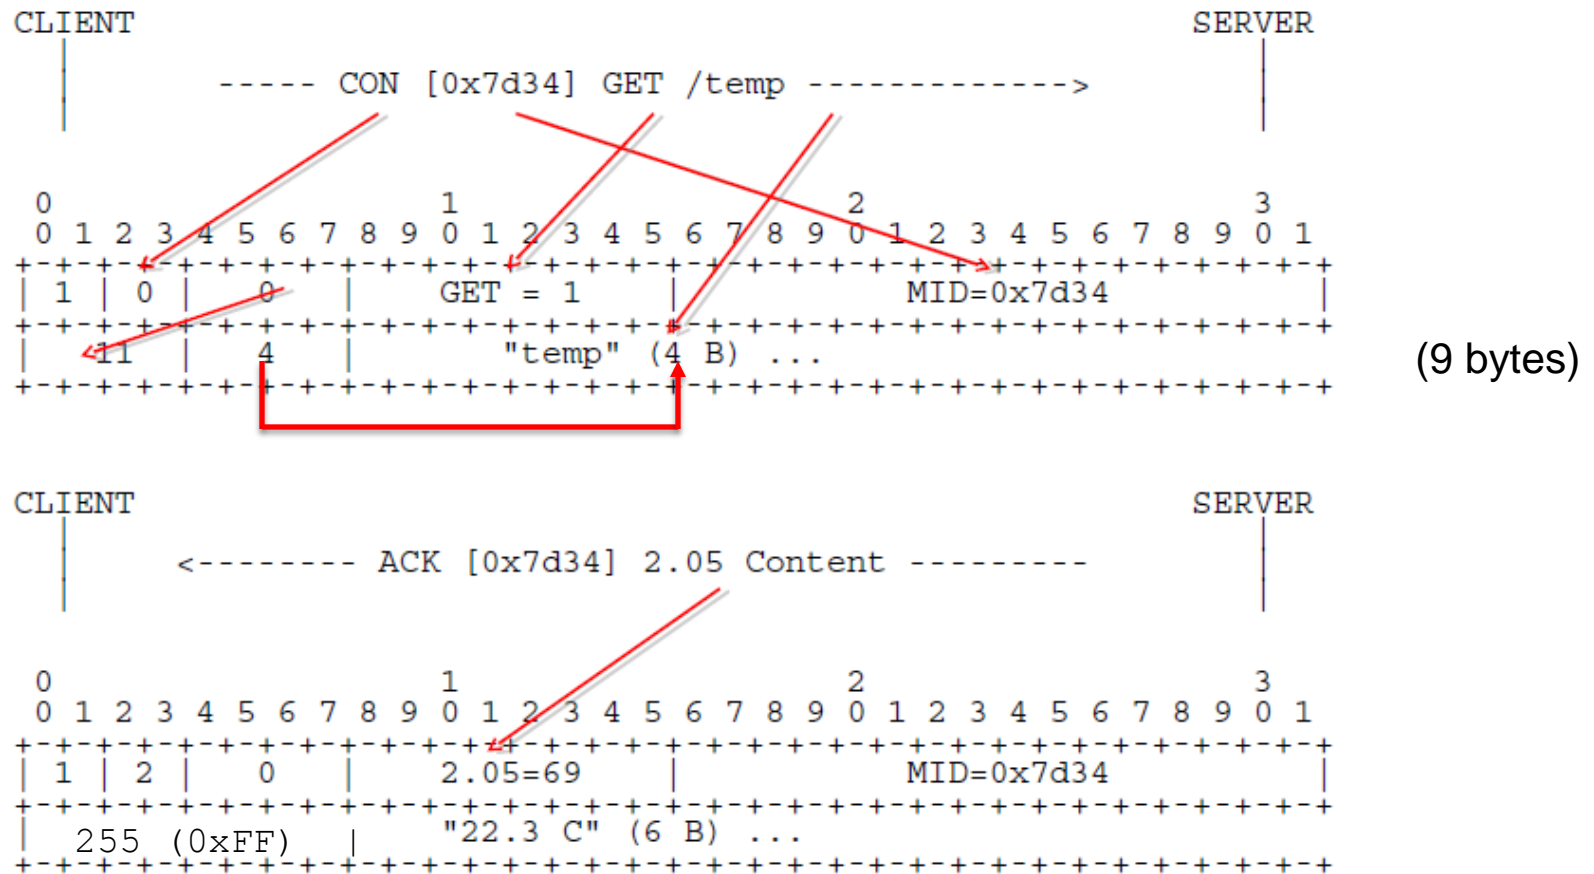 CLIENT SERVER
----- CON [0x7d34] GET /temp ------------->
0 1 2 3
0 1 2 3 4 5 6 7 8 9 0 1 2 3 4 5 6 7 8 9 0 1 2 3 4 5 6 7 8 9 0 1
+-+-+-+-+-+-+-+-+-+-+-+-+-+-+-+-+-+-+-+-+-+-+-+-+-+-+-+-+-+-+-+-+
| 1 | 0 | 0 | GET = 1 | MID=0x7d34 |
+-+-+-+-+-+-+-+-+-+-+-+-+-+-+-+-+-+-+-+-+-+-+-+-+-+-+-+-+-+-+-+-+
| 11 | 4 | "temp" (4 B) ... (9 bytes)
+-+-+-+-+-+-+-+-+-+-+-+-+-+-+-+-+-+-+-+-+-+-+-+-+-+-+-+-+-+-+-+-+
CLIENT SERVER
<-------- ACK [0x7d34] 2.05 Content ---------
0 1 2 3
0 1 2 3 4 5 6 7 8 9 0 1 2 3 4 5 6 7 8 9 0 1 2 3 4 5 6 7 8 9 0 1
+-+-+-+-+-+-+-+-+-+-+-+-+-+-+-+-+-+-+-+-+-+-+-+-+-+-+-+-+-+-+-+-+
| 1 | 2 | 0 | 2.05=69 | MID=0x7d34 |
+-+-+-+-+-+-+-+-+-+-+-+-+-+-+-+-+-+-+-+-+-+-+-+-+-+-+-+-+-+-+-+-+
| 255 (0xFF) | "22.3 C" (6 B) ...
+-+-+-+-+-+-+-+-+-+-+-+-+-+-+-+-+-+-+-+-+-+-+-+-+-+-+-+-+-+-+-+-+